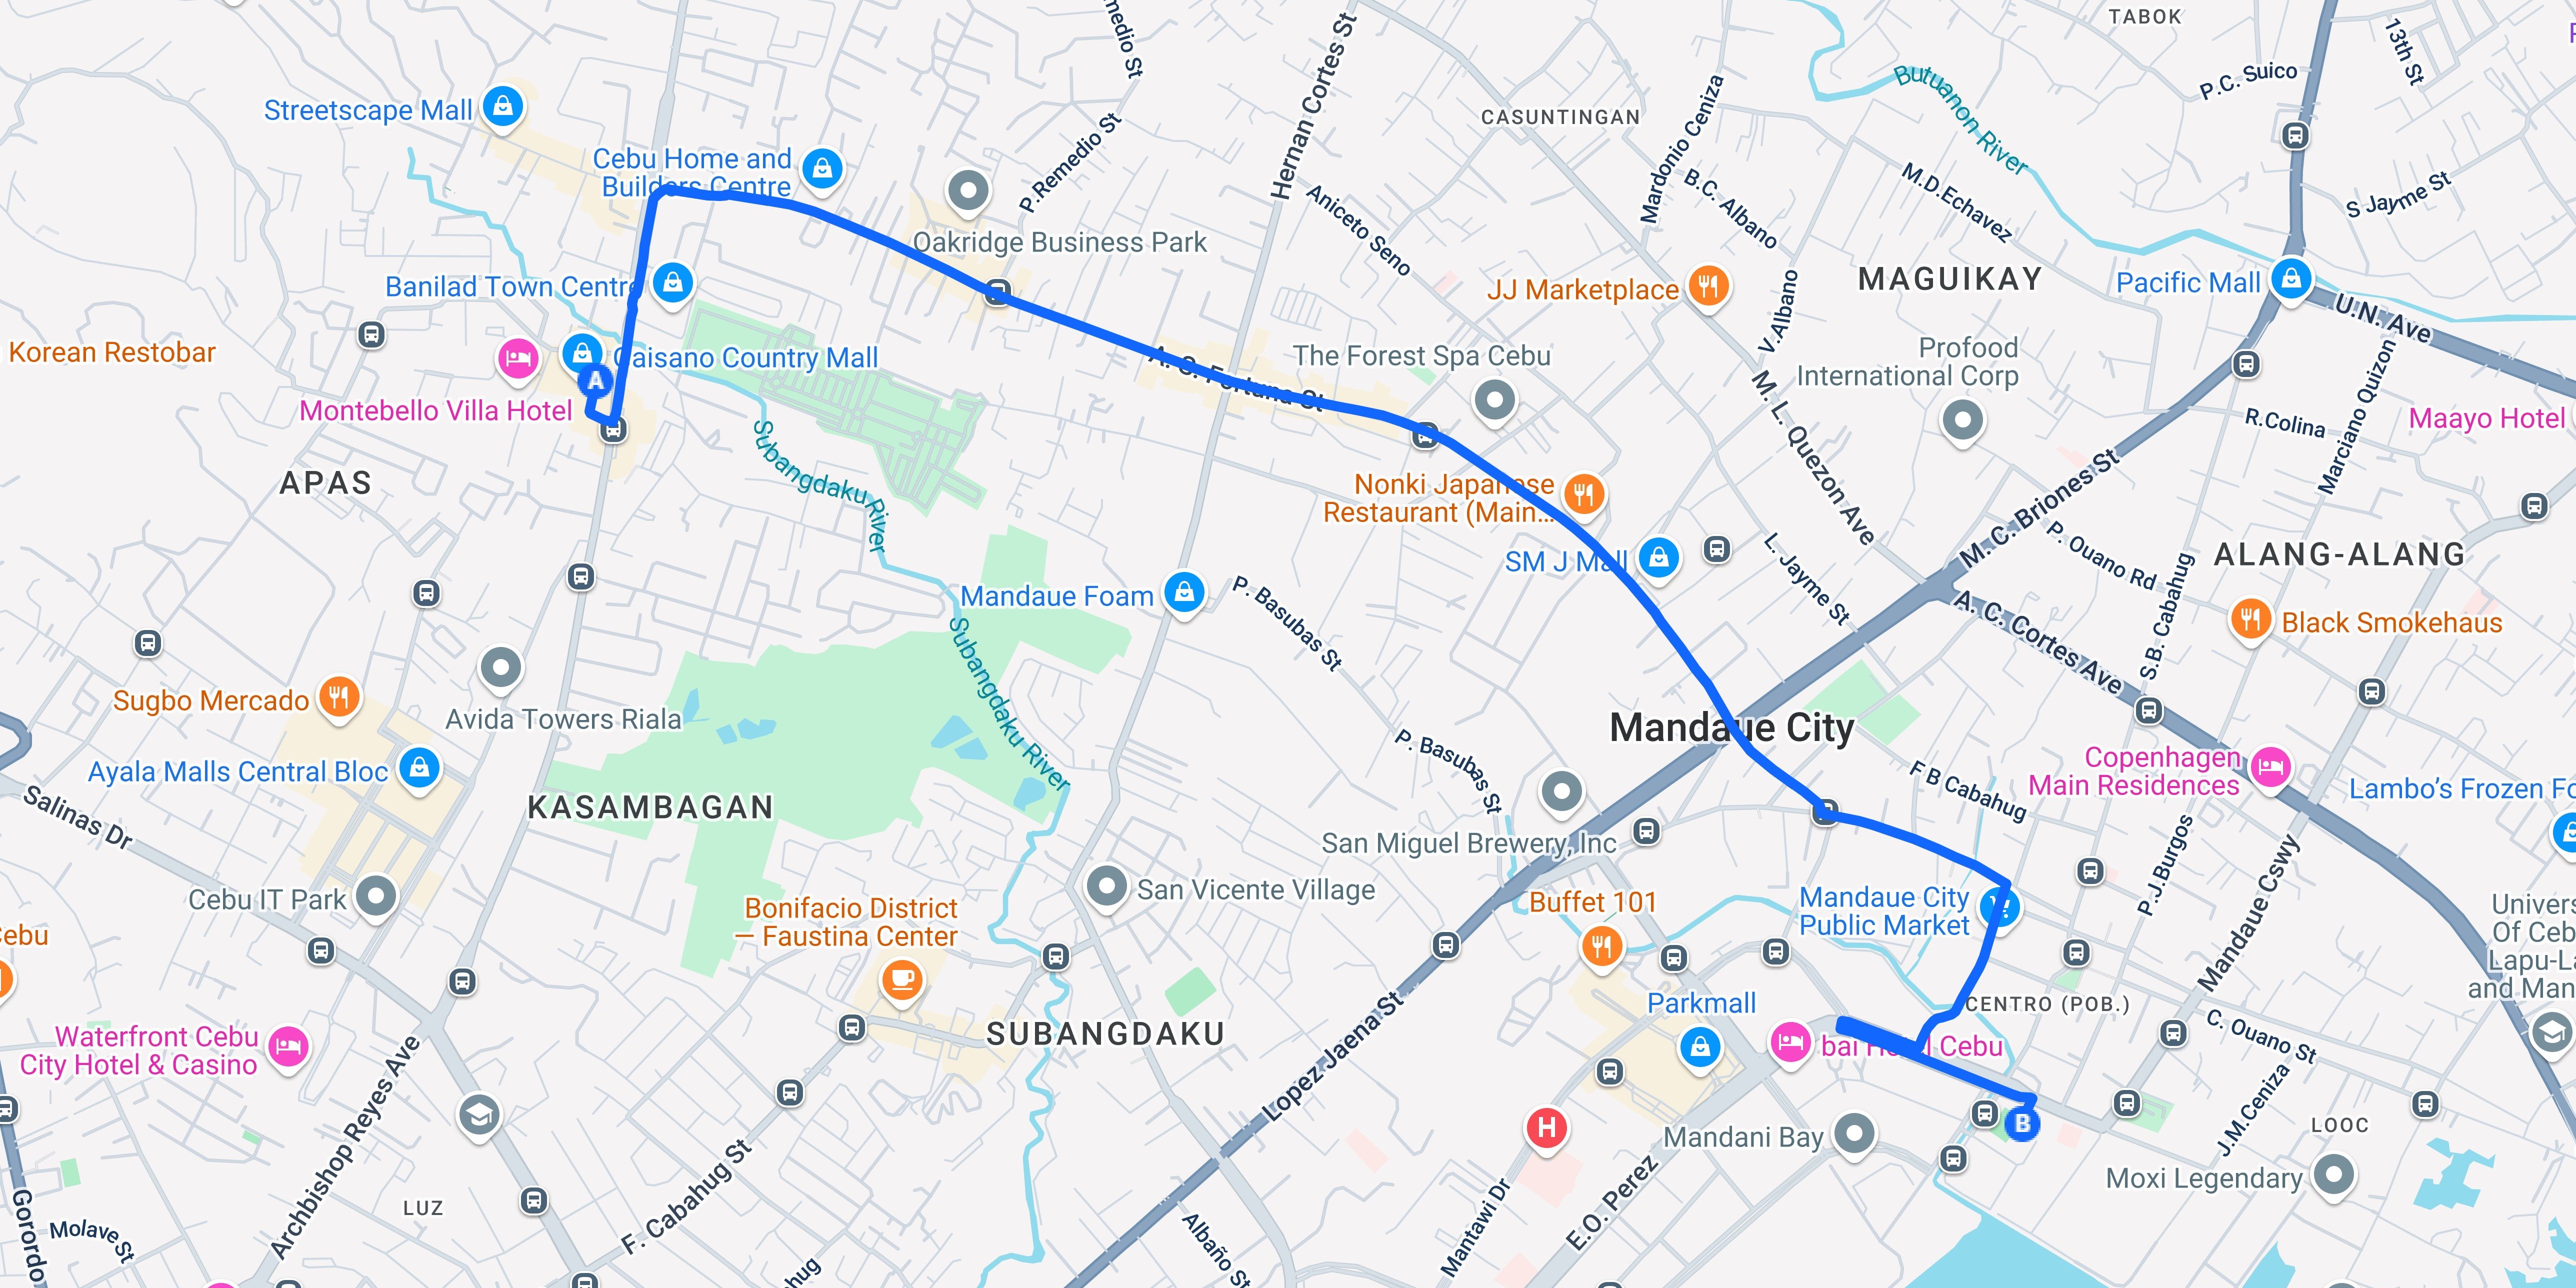 TABOK
13th St
P.C. Suico
Butuanon River
Hernan Cortes St
Streetscape Mall
CASUNTINGAN
Mardonio Ceniza
Cebu Home and
Builders Centre
P.Remedio St
B.C. Albano
M.D.Echavez
S Jayme St
Aniceto Seno
Oakridge Business Park
MAGUIKAY
Pacific Mall
Banilad Town Centre
JJ Marketplace
V.Albano
U.N. Ave
Korean Restobar
A
Gaisano Country Mall
A. S. Fortuna St
The Forest Spa Cebu
Profood
International Corp
Marciano Quizon
Montebello Villa Hotel
M. L. Quezon Ave
R.Colina
Maayo Hotel
Subangdaku River
APAS
Nonki Japanese
Restaurant (Main...
M.C. Briones St
P. Ouano Rd
ALANG-ALANG
SM J Mall
L. Jayme St
Mandaue Foam
P. Basubas St
A. C. Cortes Ave
S.B. Cabahug
Black Smokehaus
Subangdaku River
Sugbo Mercado
Avida Towers Riala
Mandaue City
P. Basubas St
Copenhagen
Main Residences
Ayala Malls Central Bloc
F B Cabahug
Lambo's Frozen Fo
KASAMBAGAN
Salinas Dr
San Miguel Brewery, Inc
P.J.Burgos
Mandaue Cswy
Cebu IT Park
San Vicente Village
Buffet 101
Mandaue City
Public Market
Bonifacio District
– Faustina Center
Cebu
Univers
Of Ceb
Lapu-La
and Man
Parkmall
CENTRO (POB.)
SUBANGDAKU
Waterfront Cebu
City Hotel & Casino
bai Hotel Cebu
C. Ouano St
Lopez Jaena St
Archbishop Reyes Ave
H
B
Mandani Bay
LOOC
J.M.Ceniza
Moxi Legendary
LUZ
F. Cabahug St
Gorordo
Molave St
Albaño St
Mantawi Dr
E.O. Perez